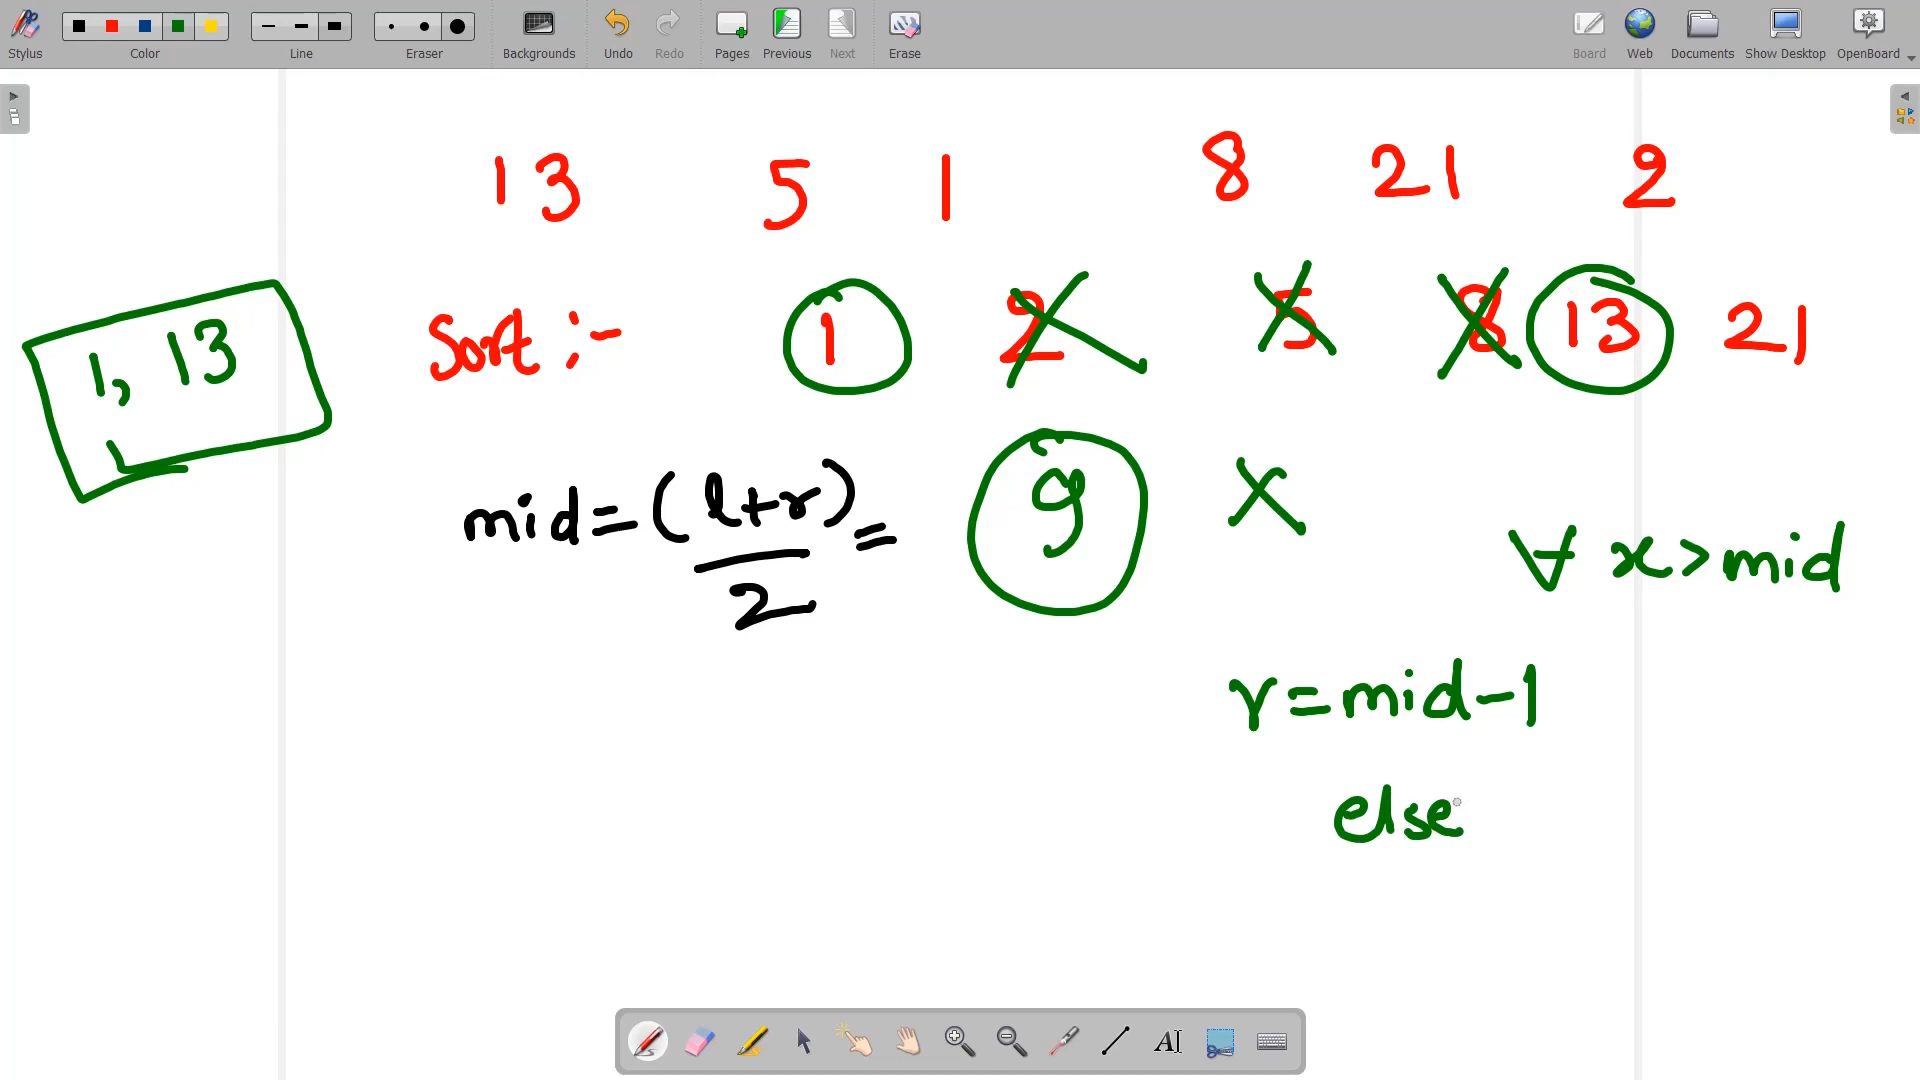 Stylus Color Line Eraser Backgrounds Undo Redo Pages Previous Next Erase Board Web Documents Show Desktop OpenBoard
13 5 1 8 21 2
Sort :- 1 2 5 8 13 21
1, 13
mid = (l+r)/2 = 9 X
∀ x > mid
r = mid - 1
else